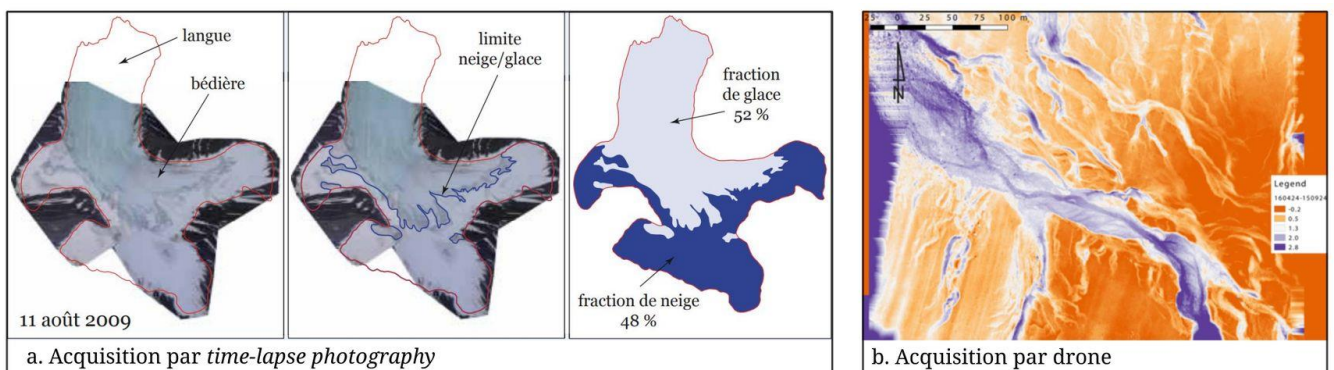 langue
bédière
11 août 2009
limite
neige/glace
fraction
de glace
52 %
fraction de neige
48 %
a. Acquisition par time-lapse photography
25 0 25 50 75 100 m
N
Legend
160424-150924
-0.2
0.5
1.3
2.0
2.8
b. Acquisition par drone